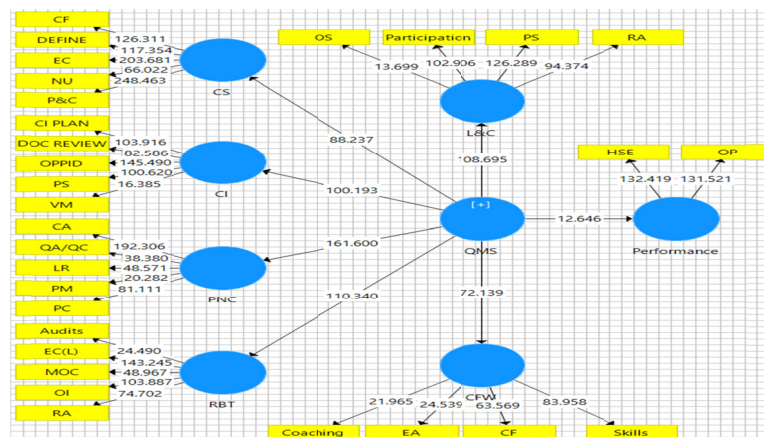 CF
DEFINE
EC
NU
P&C
126.311
117.354
203.681
66.022
248.463
CS
CI PLAN
DOC REVIEW
OPPID
PS
VM
103.916
82.506
145.490
100.620
16.385
CI
CA
QA/QC
LR
PM
PC
192.306
38.380
48.571
20.282
81.111
PNC
Audits
EC(L)
MOC
OI
RA
24.490
143.245
48.967
103.887
74.702
RBT
OS Participation PS RA
13.699 102.906 126.289 94.374
L&C
88.237
108.695
100.193
161.600
110.340
72.139
[+]
QMS
12.646
HSE OP
132.419 131.521
Performance
CFW
21.965 24.539 63.569 83.958
Coaching EA CF Skills